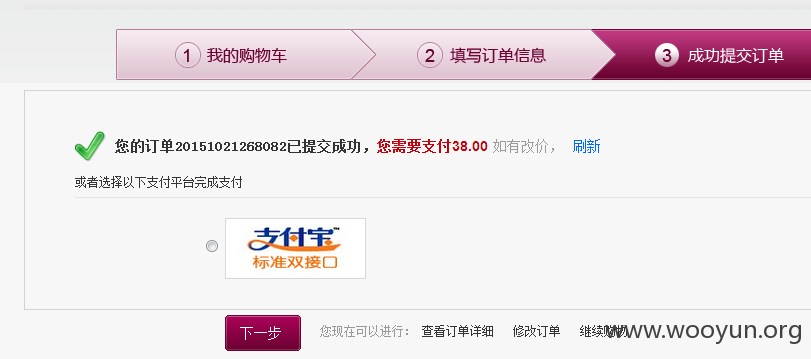 1 我的购物车 2 填写订单信息 3 成功提交订单
您的订单20151021268082已提交成功，您需要支付38.00 如有改价， 刷新
或者选择以下支付平台完成支付
支付宝™
标准双接口
下一步 您现在可以进行： 查看订单详细 修改订单 继续购物
www.wooyun.org